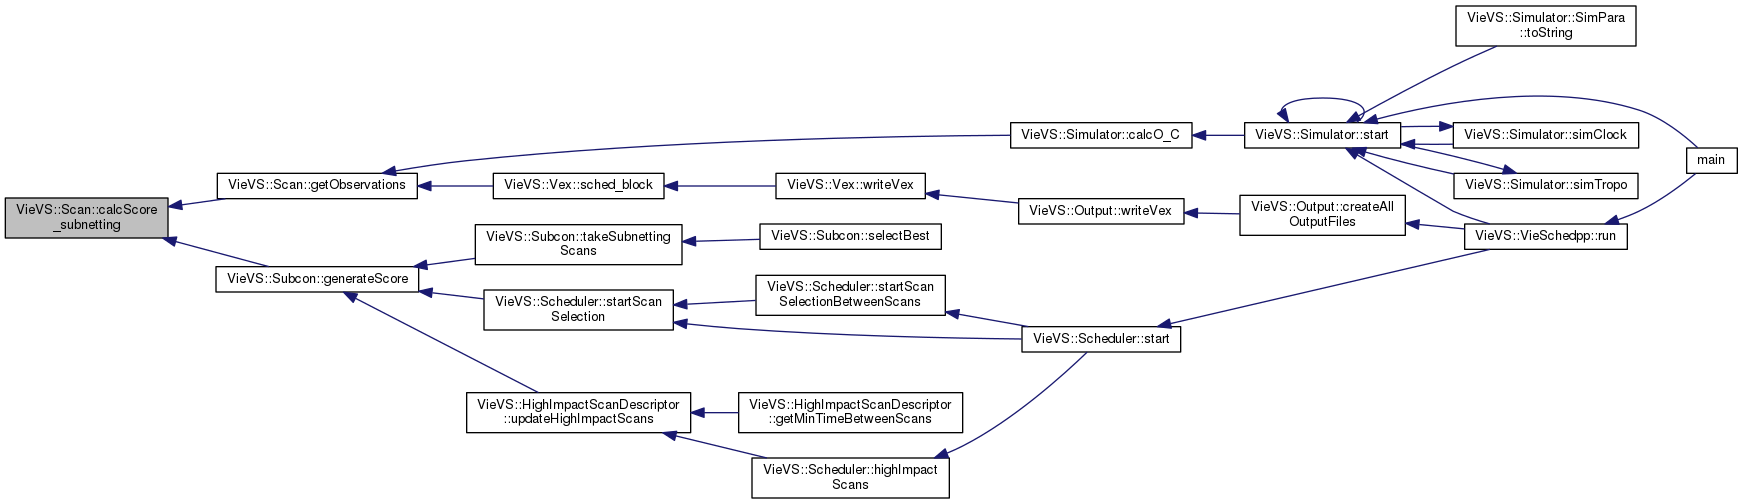 VieVS::Simulator::SimPara
::toString
VieVS::Simulator::calcO_C
VieVS::Simulator::start
VieVS::Simulator::simClock
main
VieVS::Scan::getObservations
VieVS::Vex::sched_block
VieVS::Vex::writeVex
VieVS::Simulator::simTropo
VieVS::Scan::calcScore
_subnetting
VieVS::Output::writeVex
VieVS::Output::createAll
OutputFiles
VieVS::VieSchedpp::run
VieVS::Subcon::takeSubnetting
Scans
VieVS::Subcon::selectBest
VieVS::Subcon::generateScore
VieVS::Scheduler::startScan
Selection
VieVS::Scheduler::startScan
SelectionBetweenScans
VieVS::Scheduler::start
VieVS::HighImpactScanDescriptor
::updateHighImpactScans
VieVS::HighImpactScanDescriptor
::getMinTimeBetweenScans
VieVS::Scheduler::highImpact
Scans